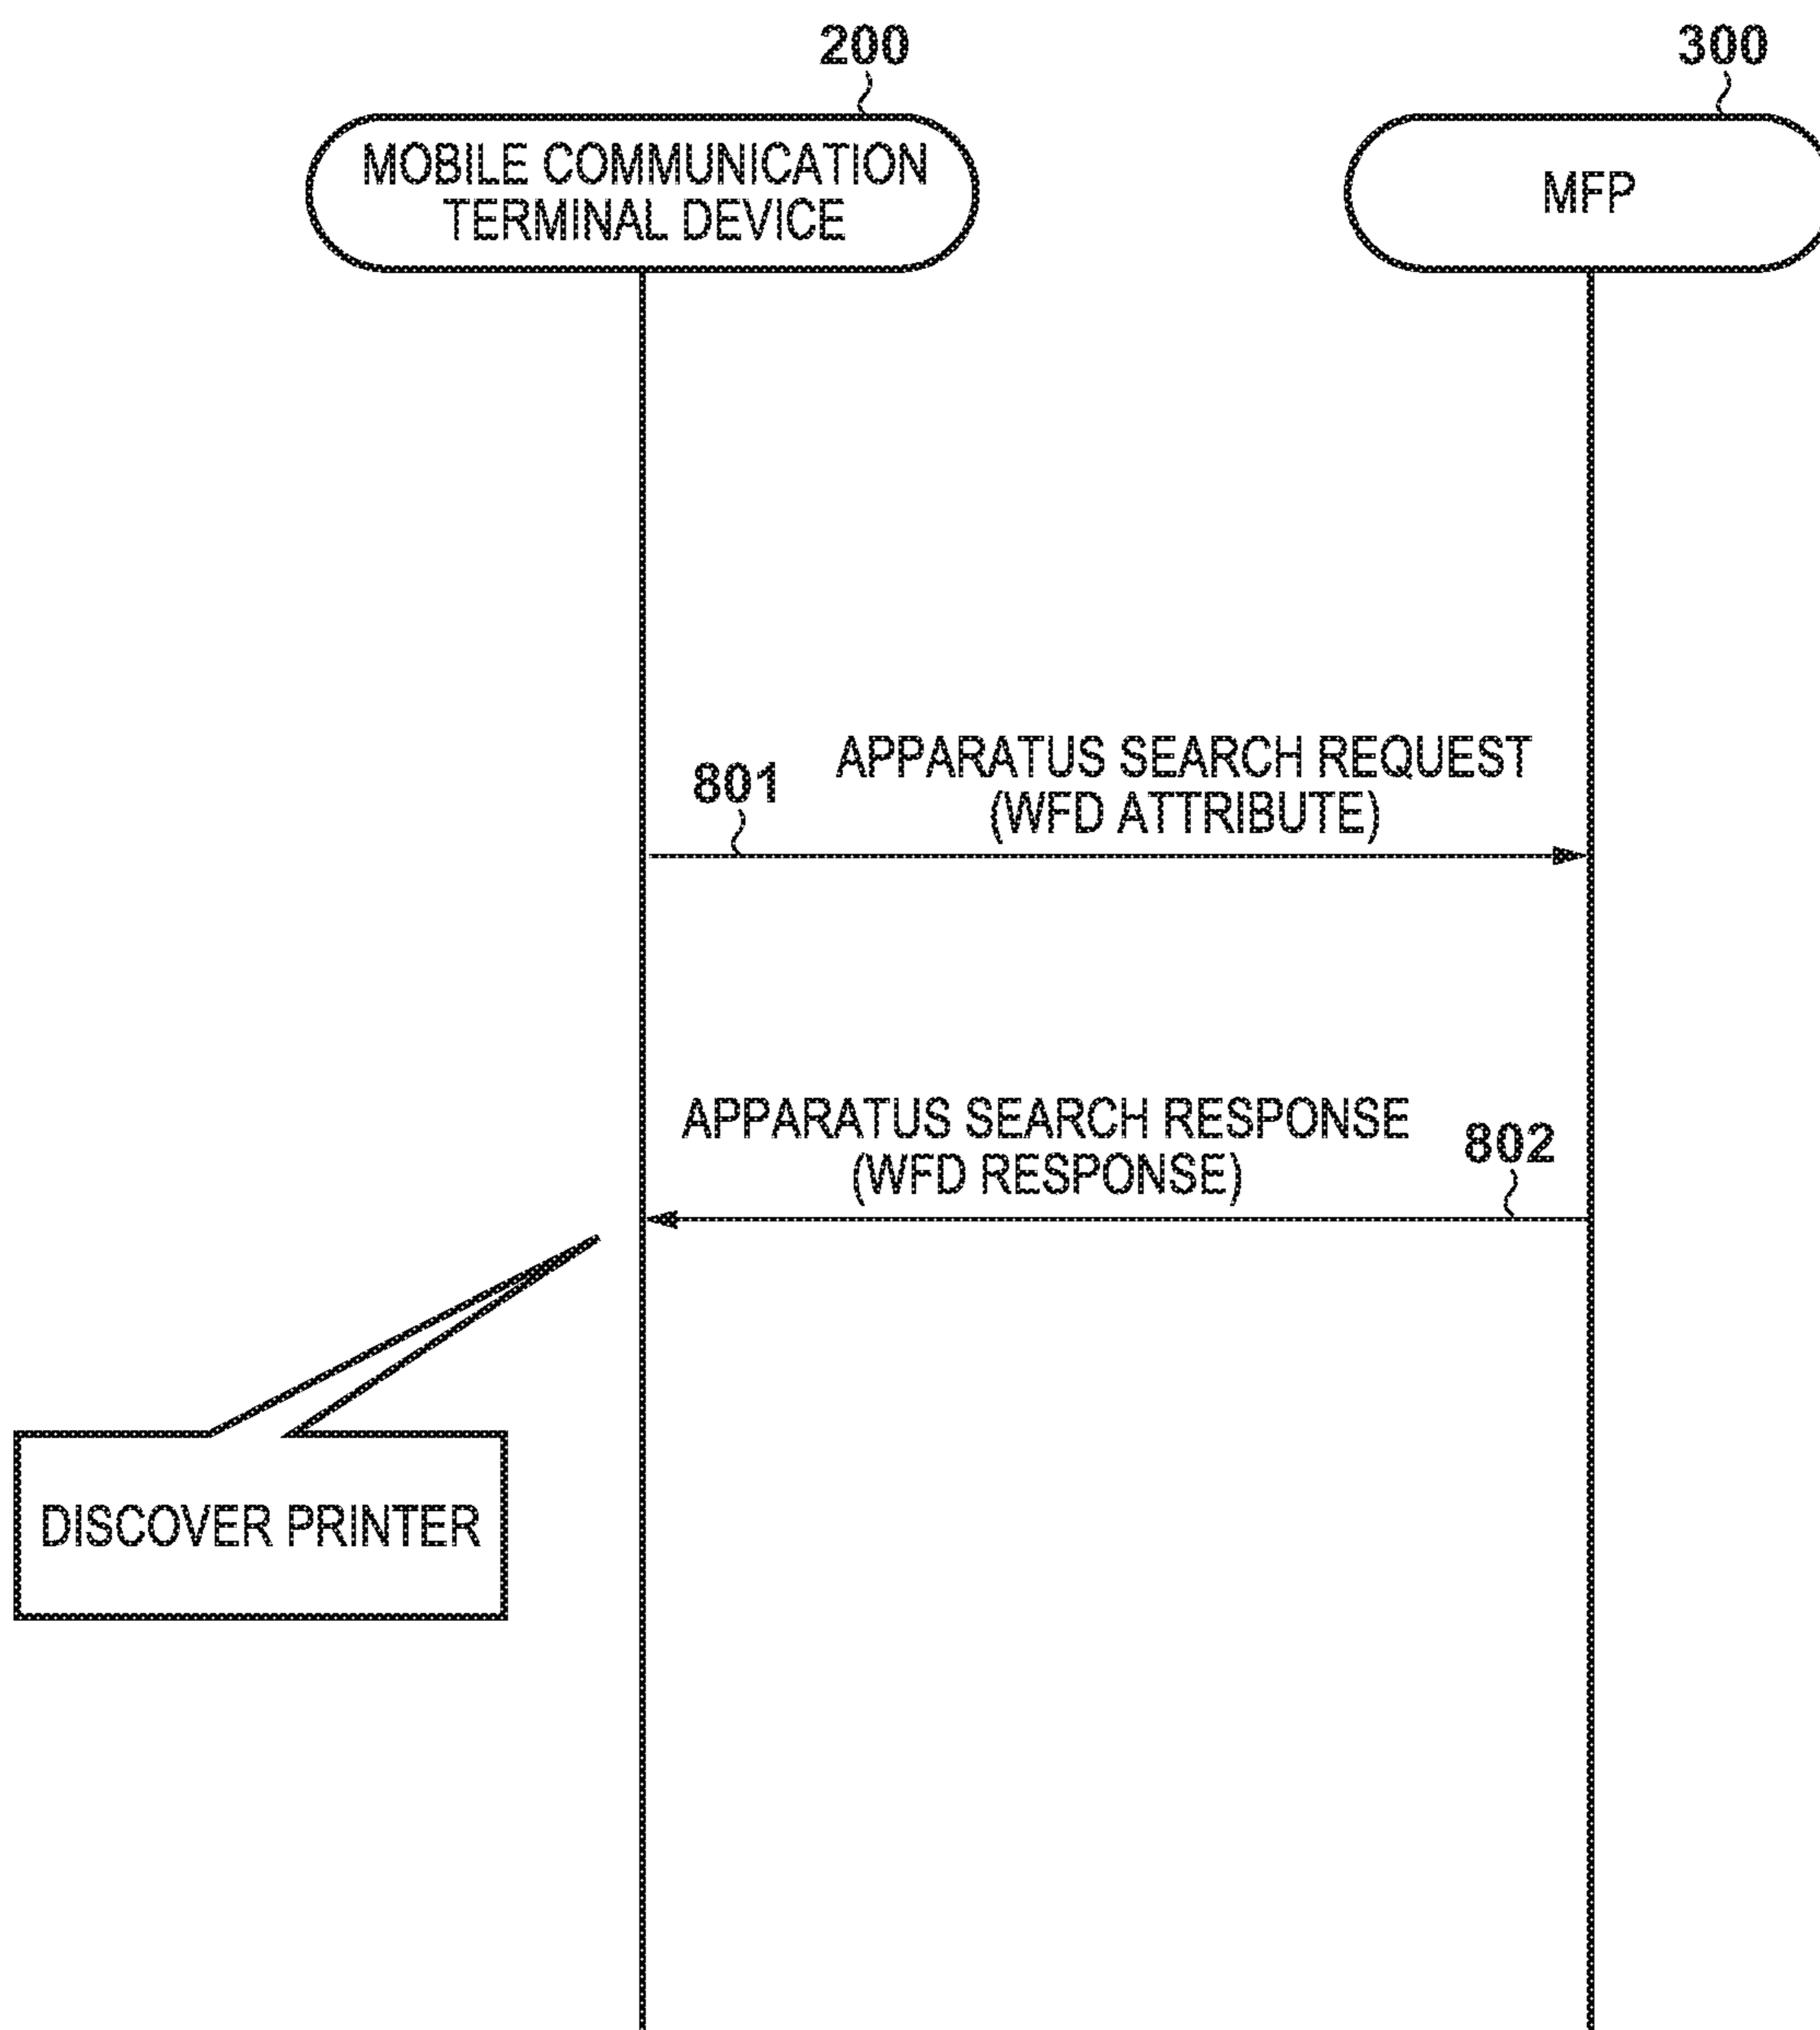 200
300
MOBILE COMMUNICATION
TERMINAL DEVICE
MFP
801
APPARATUS SEARCH REQUEST
(WFD ATTRIBUTE)
APPARATUS SEARCH RESPONSE
(WFD RESPONSE)
802
DISCOVER PRINTER